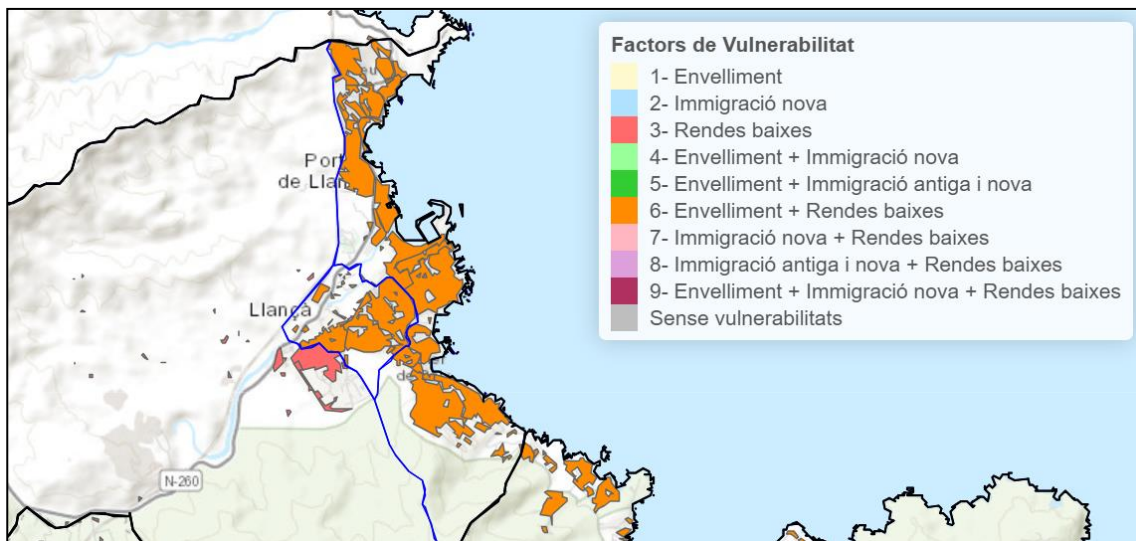 Factors de Vulnerabilitat
1- Envelliment
2- Immigració nova
3- Rendes baixes
4- Envelliment + Immigració nova
5- Envelliment + Immigració antiga i nova
6- Envelliment + Rendes baixes
7- Immigració nova + Rendes baixes
8- Immigració antiga i nova + Rendes baixes
9- Envelliment + Immigració nova + Rendes baixes
Sense vulnerabilitats
Port
de Llan
Llançà
N-260